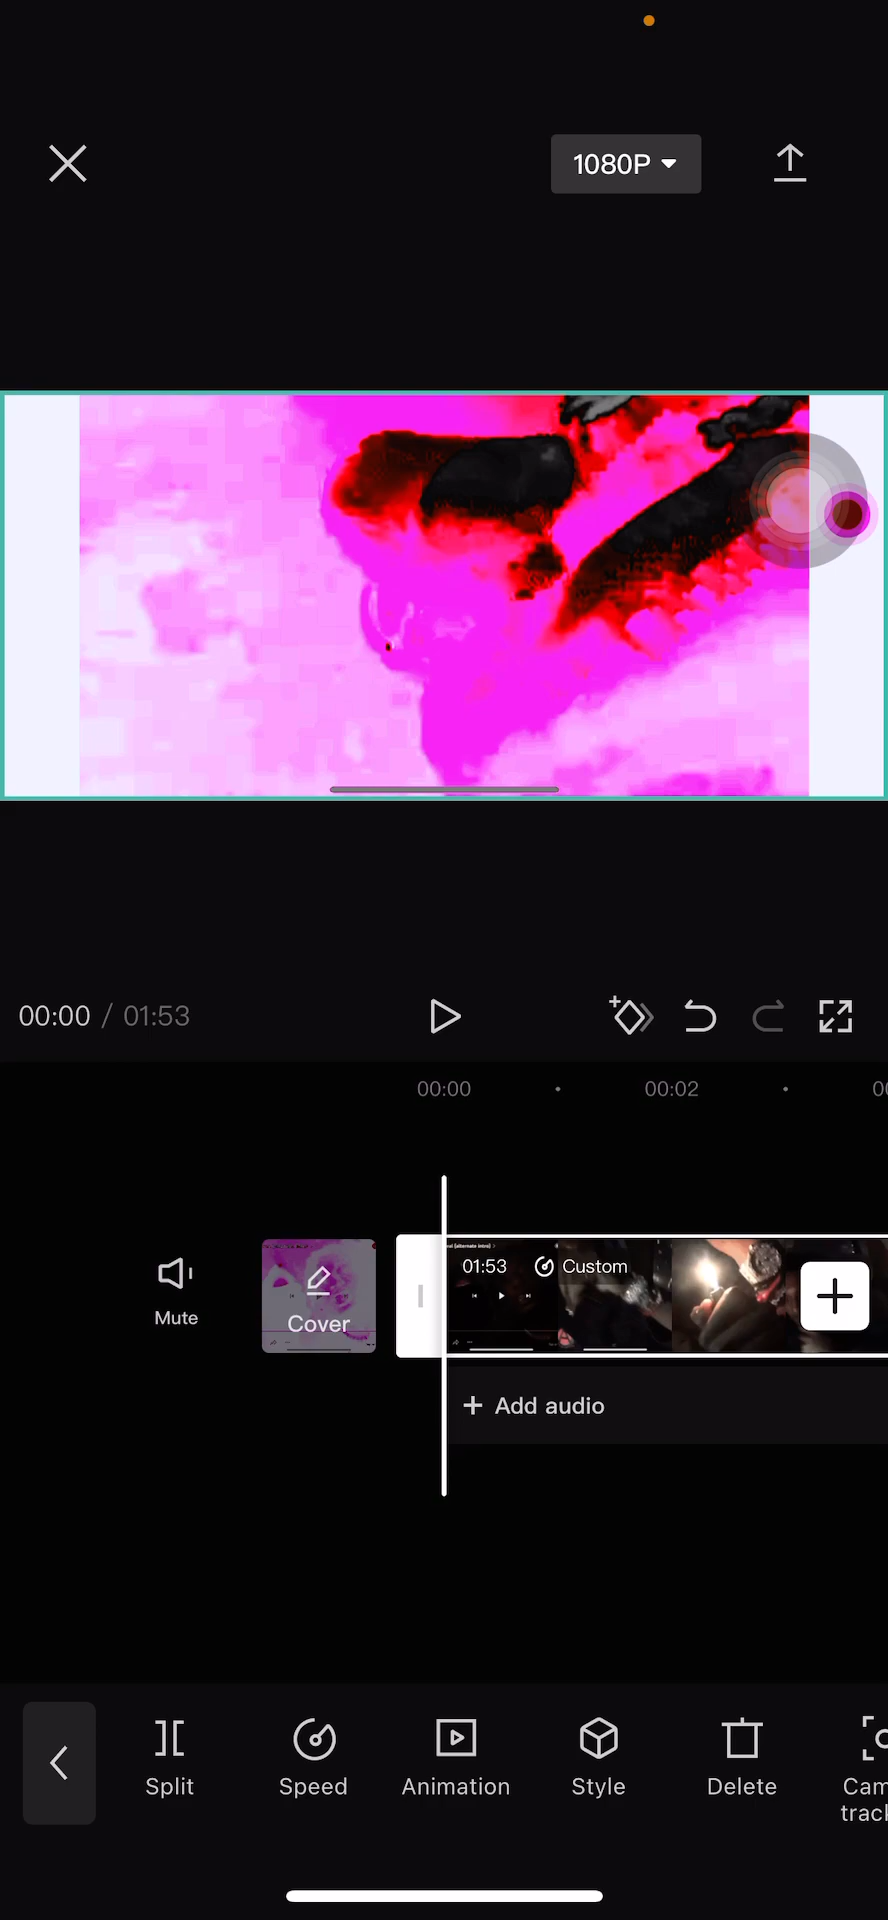 1080P
00:00 / 01:53
00:00
00:02
01:53 Custom
Mute
Cover
+ Add audio
Split
Speed
Animation
Style
Delete